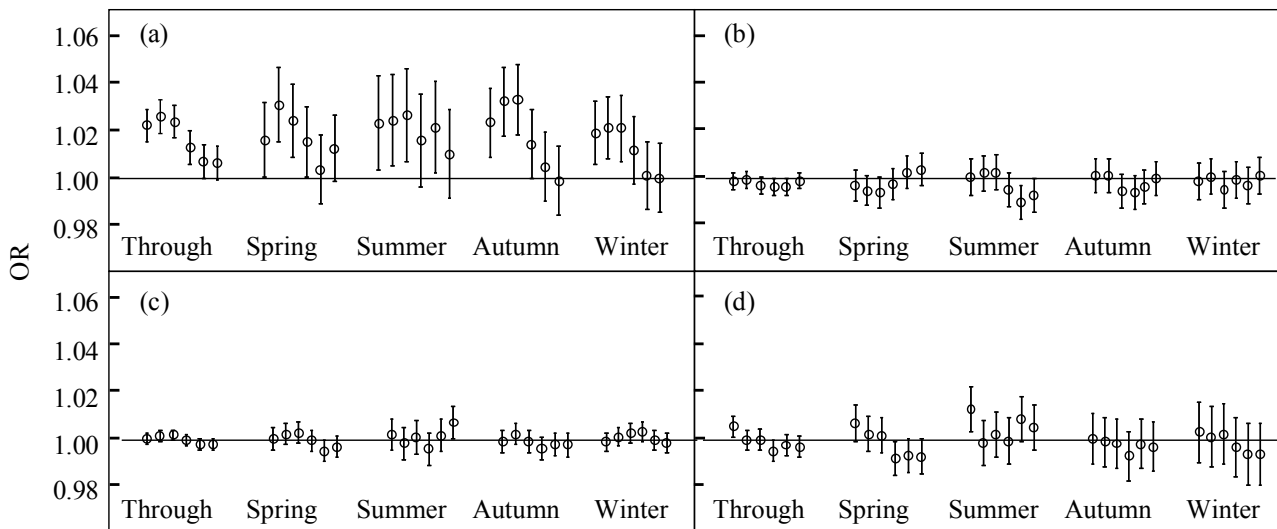 1.06
(a)
(b)
1.04
1.02
1.00
0.98
Through Spring Summer Autumn Winter
Through Spring Summer Autumn Winter
OR
1.06
(c)
(d)
1.04
1.02
1.00
0.98
Through Spring Summer Autumn Winter
Through Spring Summer Autumn Winter